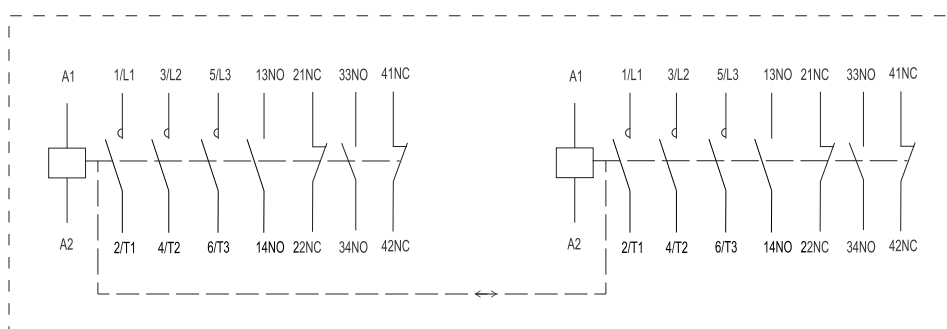 A1 1/L1 3/L2 5/L3 13NO 21NC 33NO 41NC A1 1/L1 3/L2 5/L3 13NO 21NC 33NO 41NC
A2 2/T1 4/T2 6/T3 14NO 22NC 34NO 42NC A2 2/T1 4/T2 6/T3 14NO 22NC 34NO 42NC